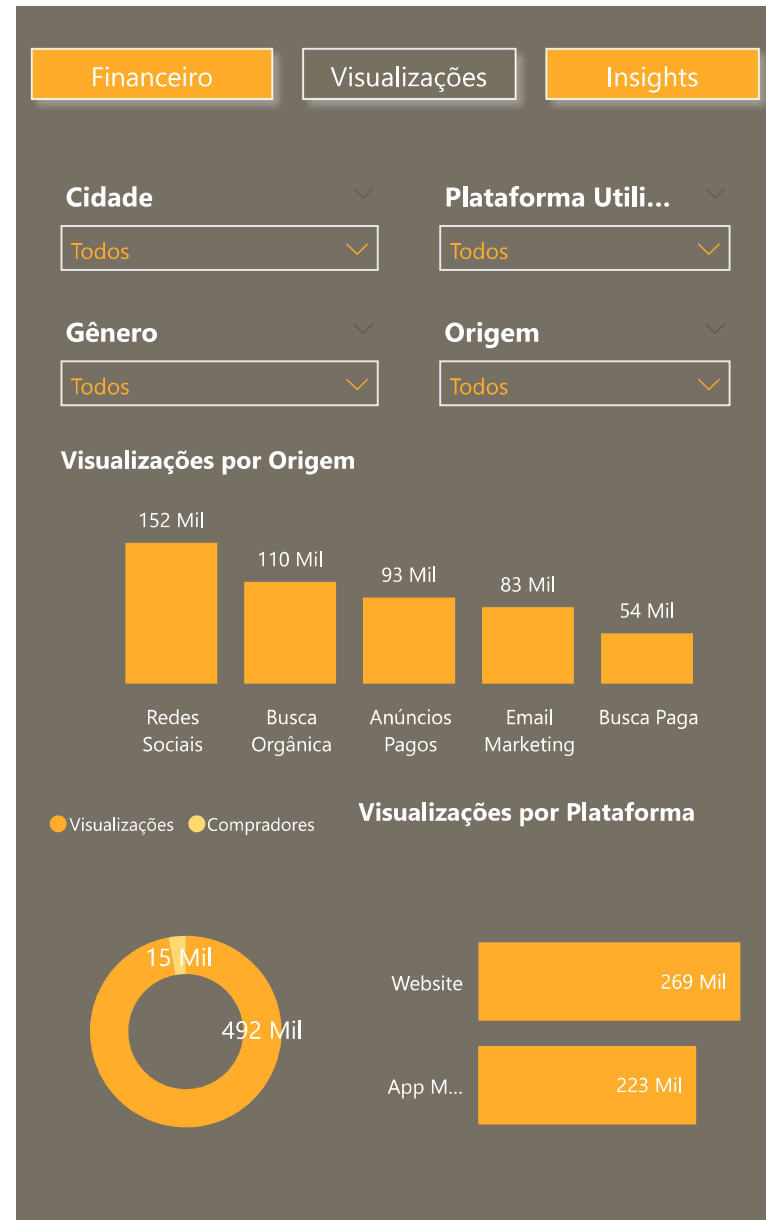 Financeiro
Visualizações
Insights
Cidade
Plataforma Utili...
Todos
Todos
Gênero
Origem
Todos
Todos
Visualizações por Origem
152 Mil
110 Mil
93 Mil
83 Mil
54 Mil
Redes
Sociais
Busca
Orgânica
Anúncios
Pagos
Email
Marketing
Busca Paga
Visualizações
Compradores
Visualizações por Plataforma
15 Mil
492 Mil
Website
269 Mil
App M...
223 Mil